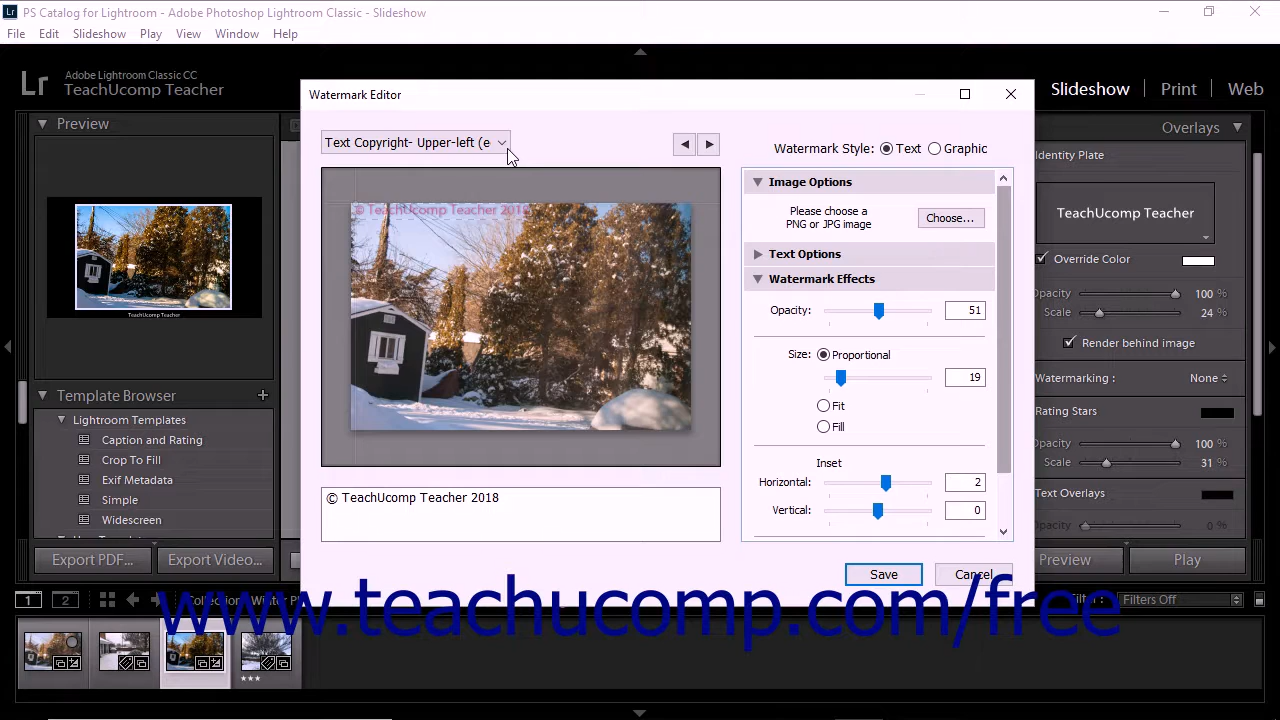 Lr PS Catalog for Lightroom - Adobe Photoshop Lightroom Classic - Slideshow
File Edit Slideshow Play View Window Help
Lr Adobe Lightroom Classic CC
TeachUcomp Teacher
Slideshow | Print | Web
Preview
TeachUcomp Teacher
Template Browser +
Lightroom Templates
Caption and Rating
Crop To Fill
Exif Metadata
Simple
Widescreen
Export PDF...
Export Video...
Watermark Editor
Text Copyright- Upper-left (e
Watermark Style: Text Graphic
© TeachUcomp Teacher 2018
© TeachUcomp Teacher 2018
Image Options
Please choose a
PNG or JPG image
Choose...
Text Options
Watermark Effects
Opacity: 51
Size: Proportional
19
Fit
Fill
Inset
Horizontal: 2
Vertical: 0
Save
Cancel
Overlays
Identity Plate
TeachUcomp Teacher
Override Color
Opacity 100 %
Scale 24 %
Render behind image
Watermarking : None
Rating Stars
Opacity 100 %
Scale 31 %
Text Overlays
Opacity 0 %
Preview
Play
1 2
Filters Off
www.teachucomp.com/free